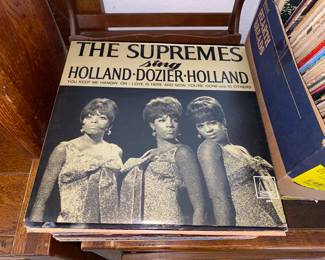 THE SUPREMES
sing
HOLLAND·DOZIER·HOLLAND
YOU KEEP ME HANGIN' ON · LOVE IS HERE AND NOW YOU'RE GONE and 10 OTHERS